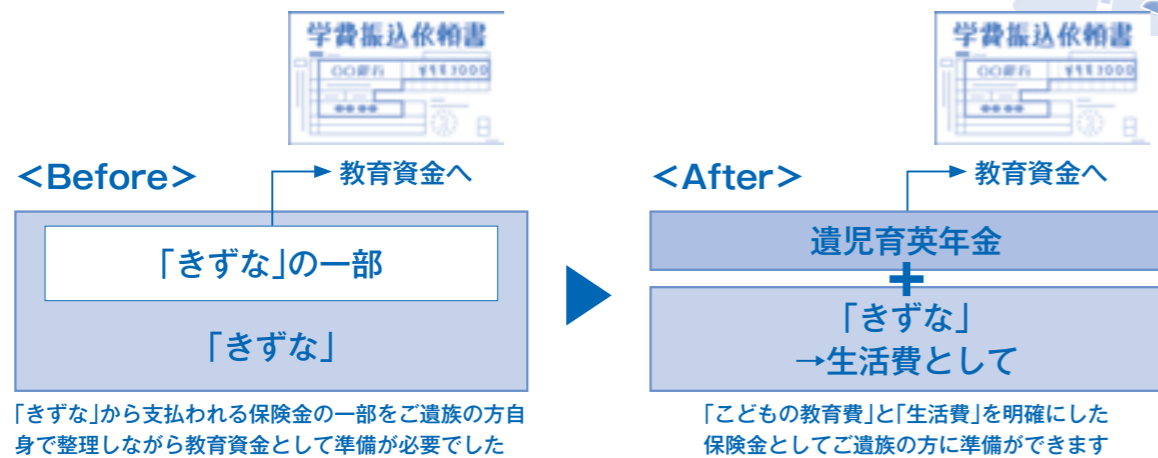 学費振込依頼書
学費振込依頼書
<Before>
教育資金へ
「きずな」の一部
「きずな」
「きずな」から支払われる保険金の一部をご遺族の方自
身で整理しながら教育資金として準備が必要でした
<After>
教育資金へ
遺児育英年金
+
「きずな」
→生活費として
「こどもの教育費」と「生活費」を明確にした
保険金としてご遺族の方に準備ができます